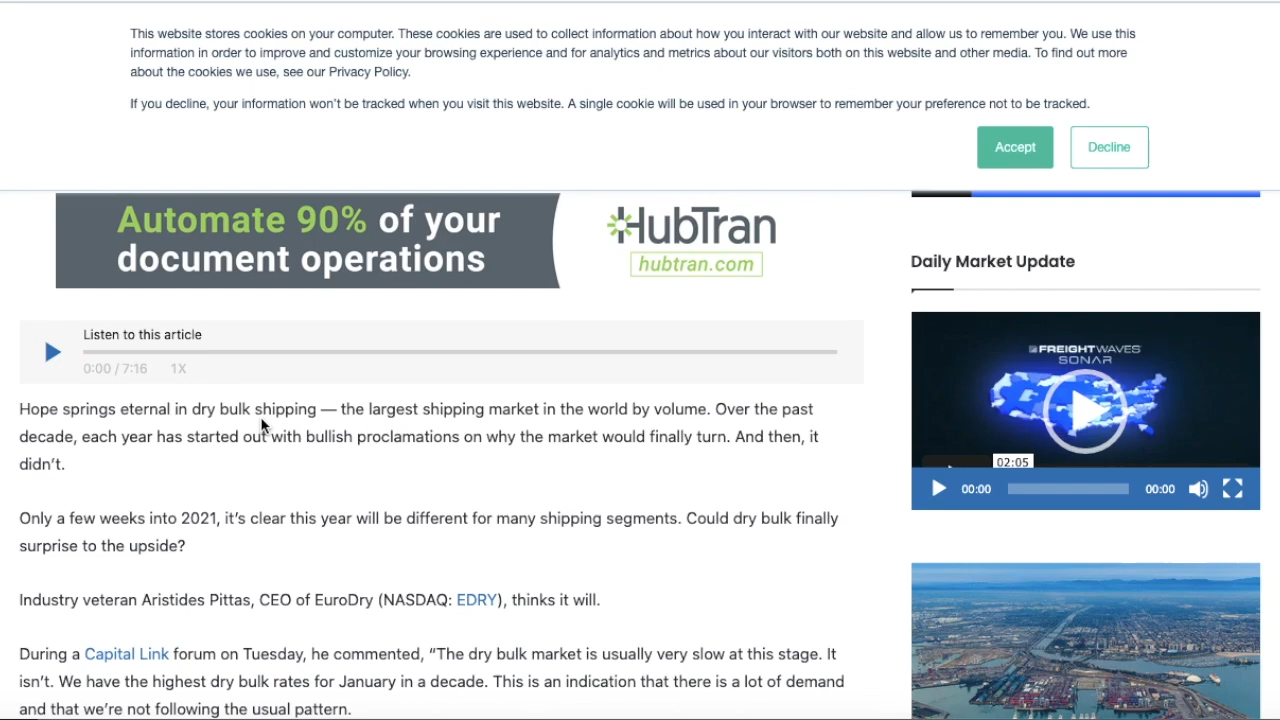 This website stores cookies on your computer. These cookies are used to collect information about how you interact with our website and allow us to remember you. We use this
information in order to improve and customize your browsing experience and for analytics and metrics about our visitors both on this website and other media. To find out more
about the cookies we use, see our Privacy Policy.
If you decline, your information won't be tracked when you visit this website. A single cookie will be used in your browser to remember your preference not to be tracked.
Accept
Decline
Automate 90% of your
document operations
HubTran
hubtran.com
Listen to this article
0:00 / 7:16 1X
Hope springs eternal in dry bulk shipping — the largest shipping market in the world by volume. Over the past
decade, each year has started out with bullish proclamations on why the market would finally turn. And then, it
didn't.
Only a few weeks into 2021, it's clear this year will be different for many shipping segments. Could dry bulk finally
surprise to the upside?
Industry veteran Aristides Pittas, CEO of EuroDry (NASDAQ: EDRY), thinks it will.
During a Capital Link forum on Tuesday, he commented, “The dry bulk market is usually very slow at this stage. It
isn't. We have the highest dry bulk rates for January in a decade. This is an indication that there is a lot of demand
and that we're not following the usual pattern.
Daily Market Update
FREIGHTWAVES
SONAR
02:05
00:00
00:00